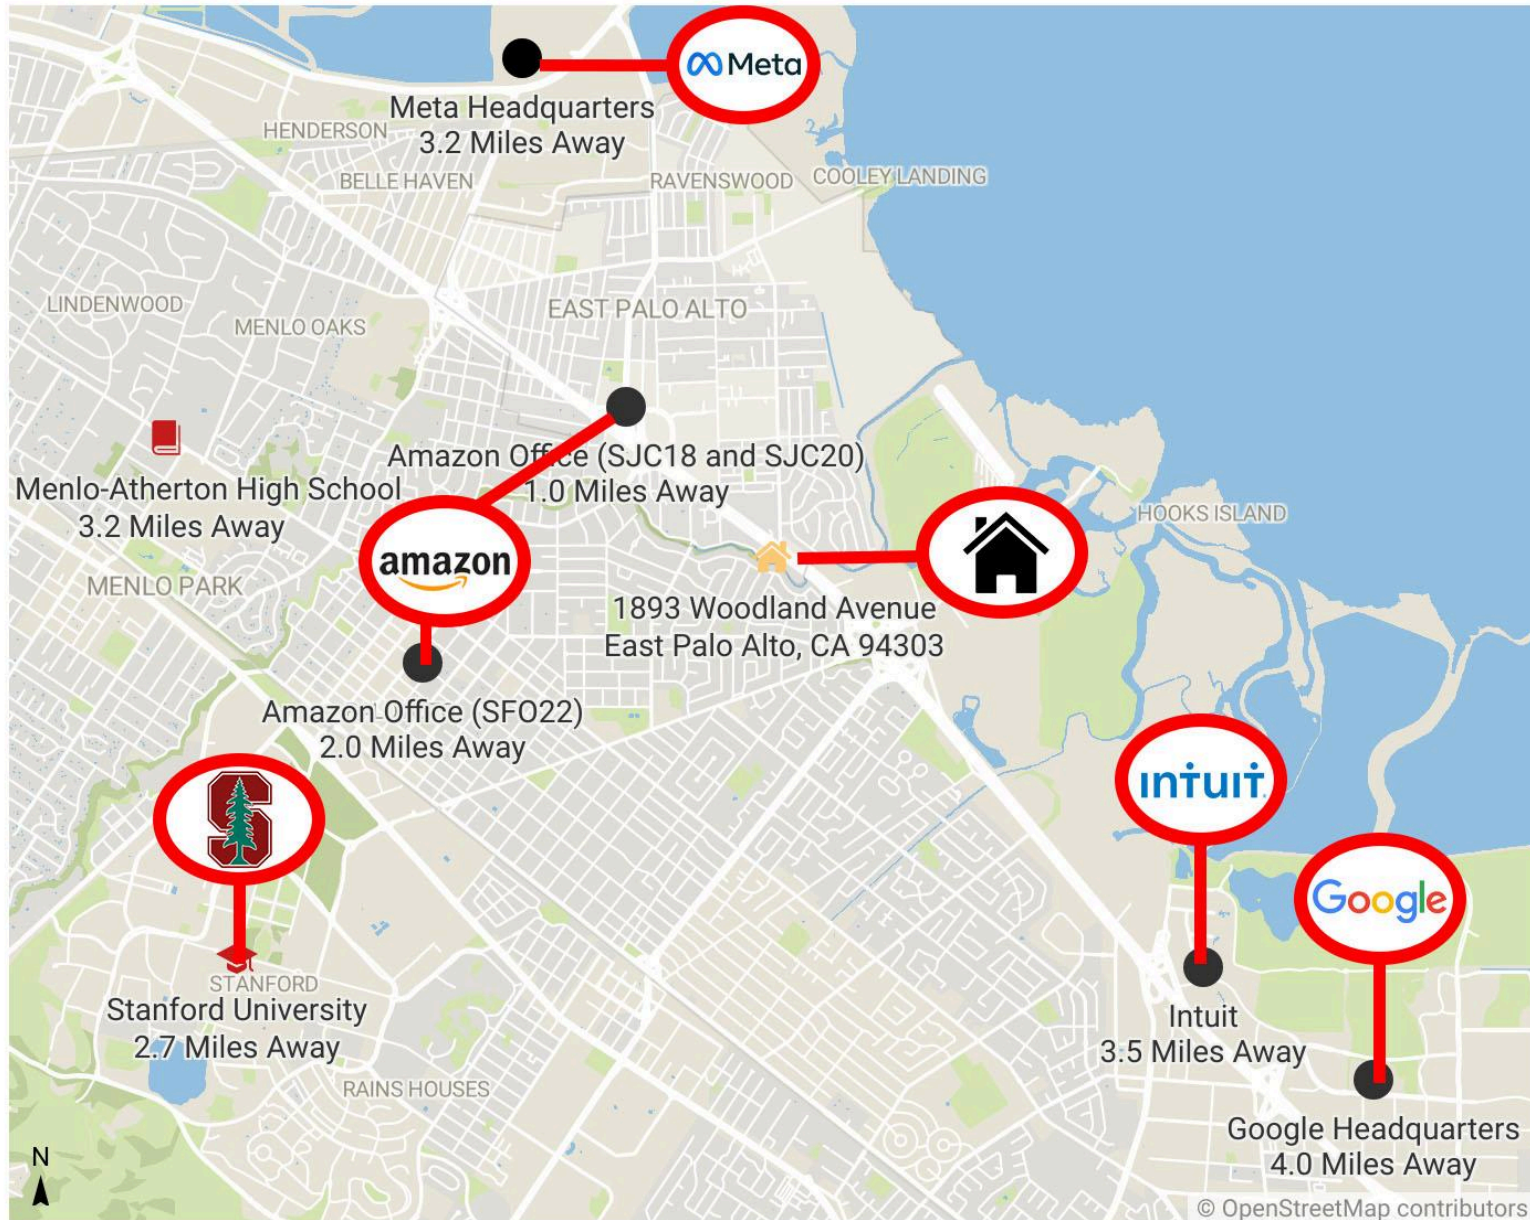 Meta
Meta Headquarters
3.2 Miles Away
HENDERSON
BELLE HAVEN
RAVENSWOOD
COOLEY LANDING
LINDENWOOD
MENLO OAKS
EAST PALO ALTO
Amazon Office (SJC18 and SJC20)
1.0 Miles Away
Menlo-Atherton High School
3.2 Miles Away
HOOKS ISLAND
amazon
MENLO PARK
1893 Woodland Avenue
East Palo Alto, CA 94303
Amazon Office (SFO22)
2.0 Miles Away
intuit
S
Google
STANFORD
Stanford University
2.7 Miles Away
Intuit
3.5 Miles Away
RAINS HOUSES
Google Headquarters
4.0 Miles Away
N
© OpenStreetMap contributors